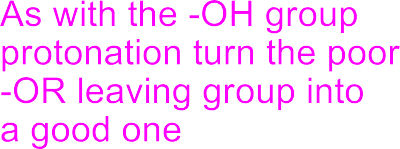 As with the -OH group
protonation turn the poor
-OR leaving group into
a good one